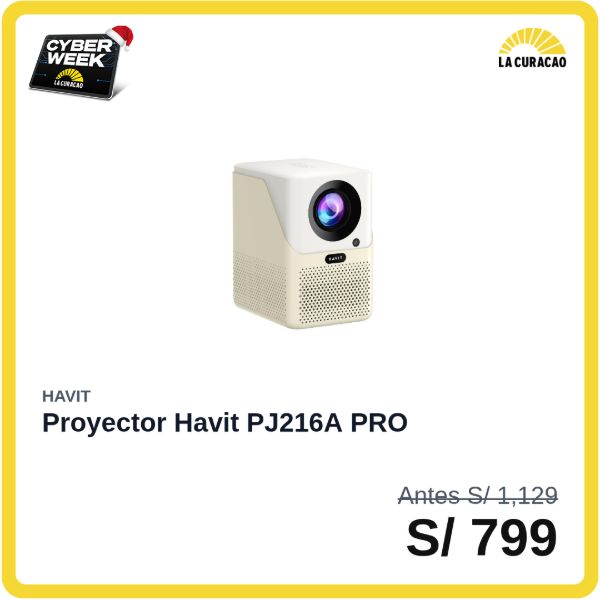 CYBER
WEEK
LA CURACAO
LA CURACAO
HAVIT
HAVIT
Proyector Havit PJ216A PRO
Antes S/ 1,129
S/ 799